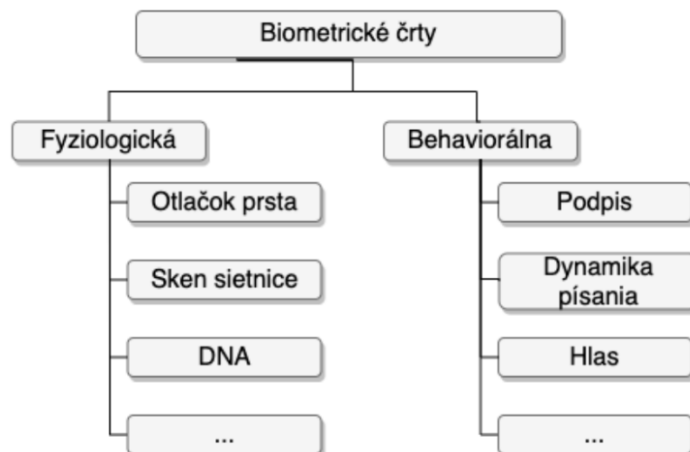 Biometrické črty
Fyziologická
Otlačok prsta
Sken sietnice
DNA
...
Behaviorálna
Podpis
Dynamika
písania
Hlas
...